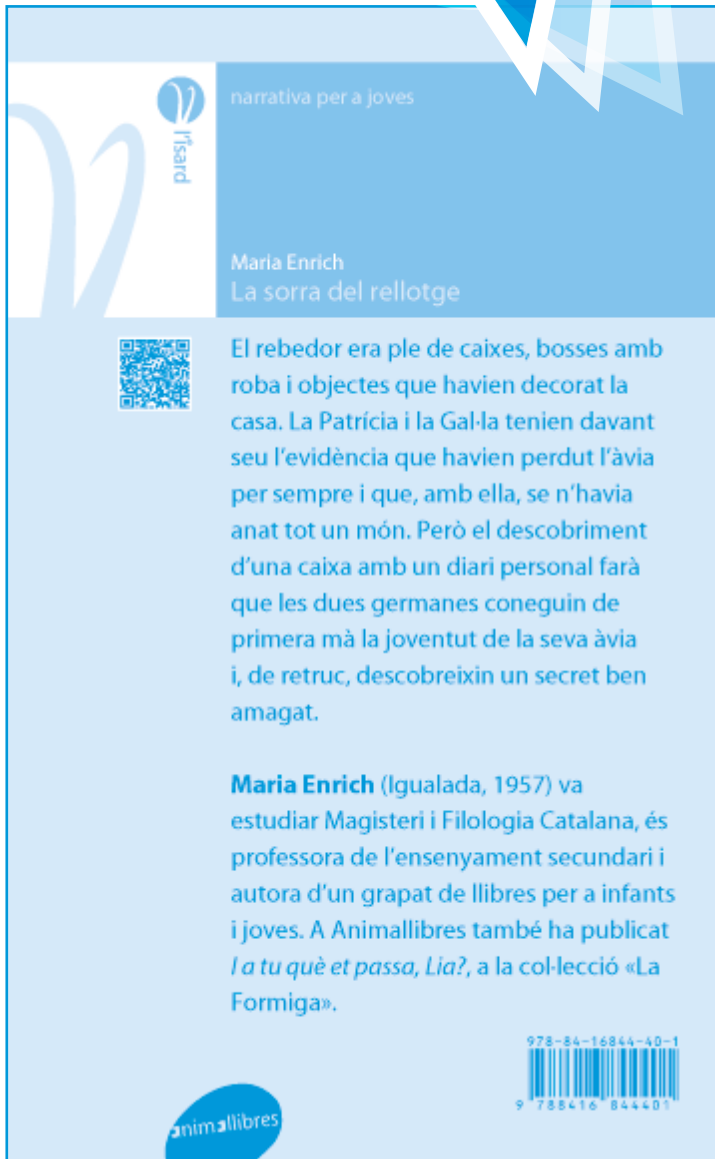 l'isard
narrativa per a joves
Maria Enrich
La sorra del rellotge
El rebedor era ple de caixes, bosses amb
roba i objectes que havien decorat la
casa. La Patrícia i la Gal·la tenien davant
seu l'evidència que havien perdut l'àvia
per sempre i que, amb ella, se n'havia
anat tot un món. Però el descobriment
d'una caixa amb un diari personal farà
que les dues germanes coneguin de
primera mà la joventut de la seva àvia
i, de retruc, descobreixin un secret ben
amagat.
Maria Enrich (Igualada, 1957) va
estudiar Magisteri i Filologia Catalana, és
professora de l'ensenyament secundari i
autora d'un grapat de llibres per a infants
i joves. A Animallibres també ha publicat
I a tu què et passa, Lia?, a la col·lecció «La
Formiga».
978-84-16844-40-1
9 788416 844401
animallibres